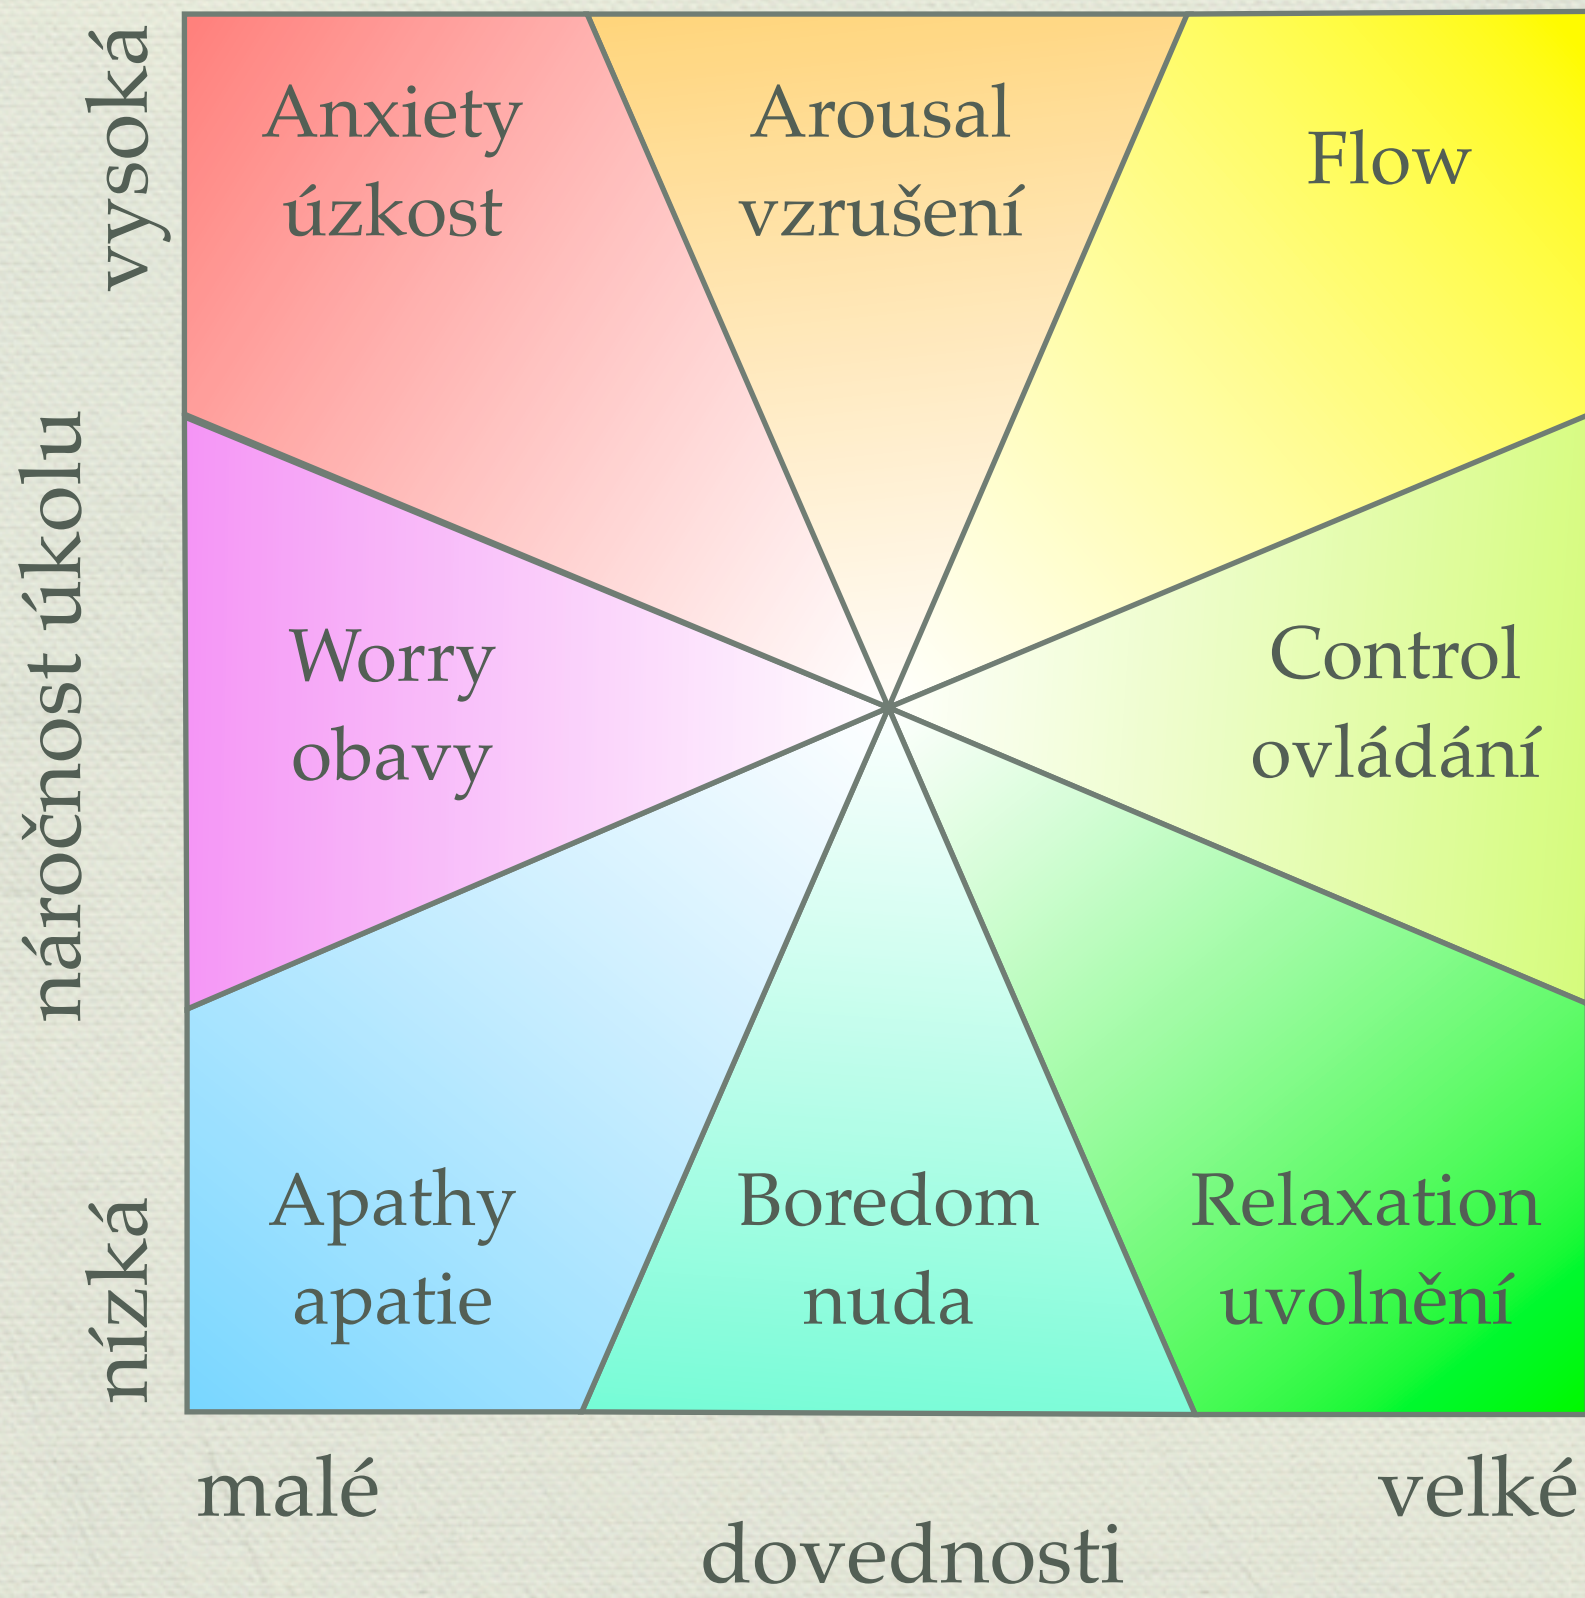 vysoká
Anxiety
úzkost
Arousal
vzrušení
Flow
náročnost úkolu
Worry
obavy
Control
ovládání
nízká
Apathy
apatie
Boredom
nuda
Relaxation
uvolnění
malé
velké
dovednosti